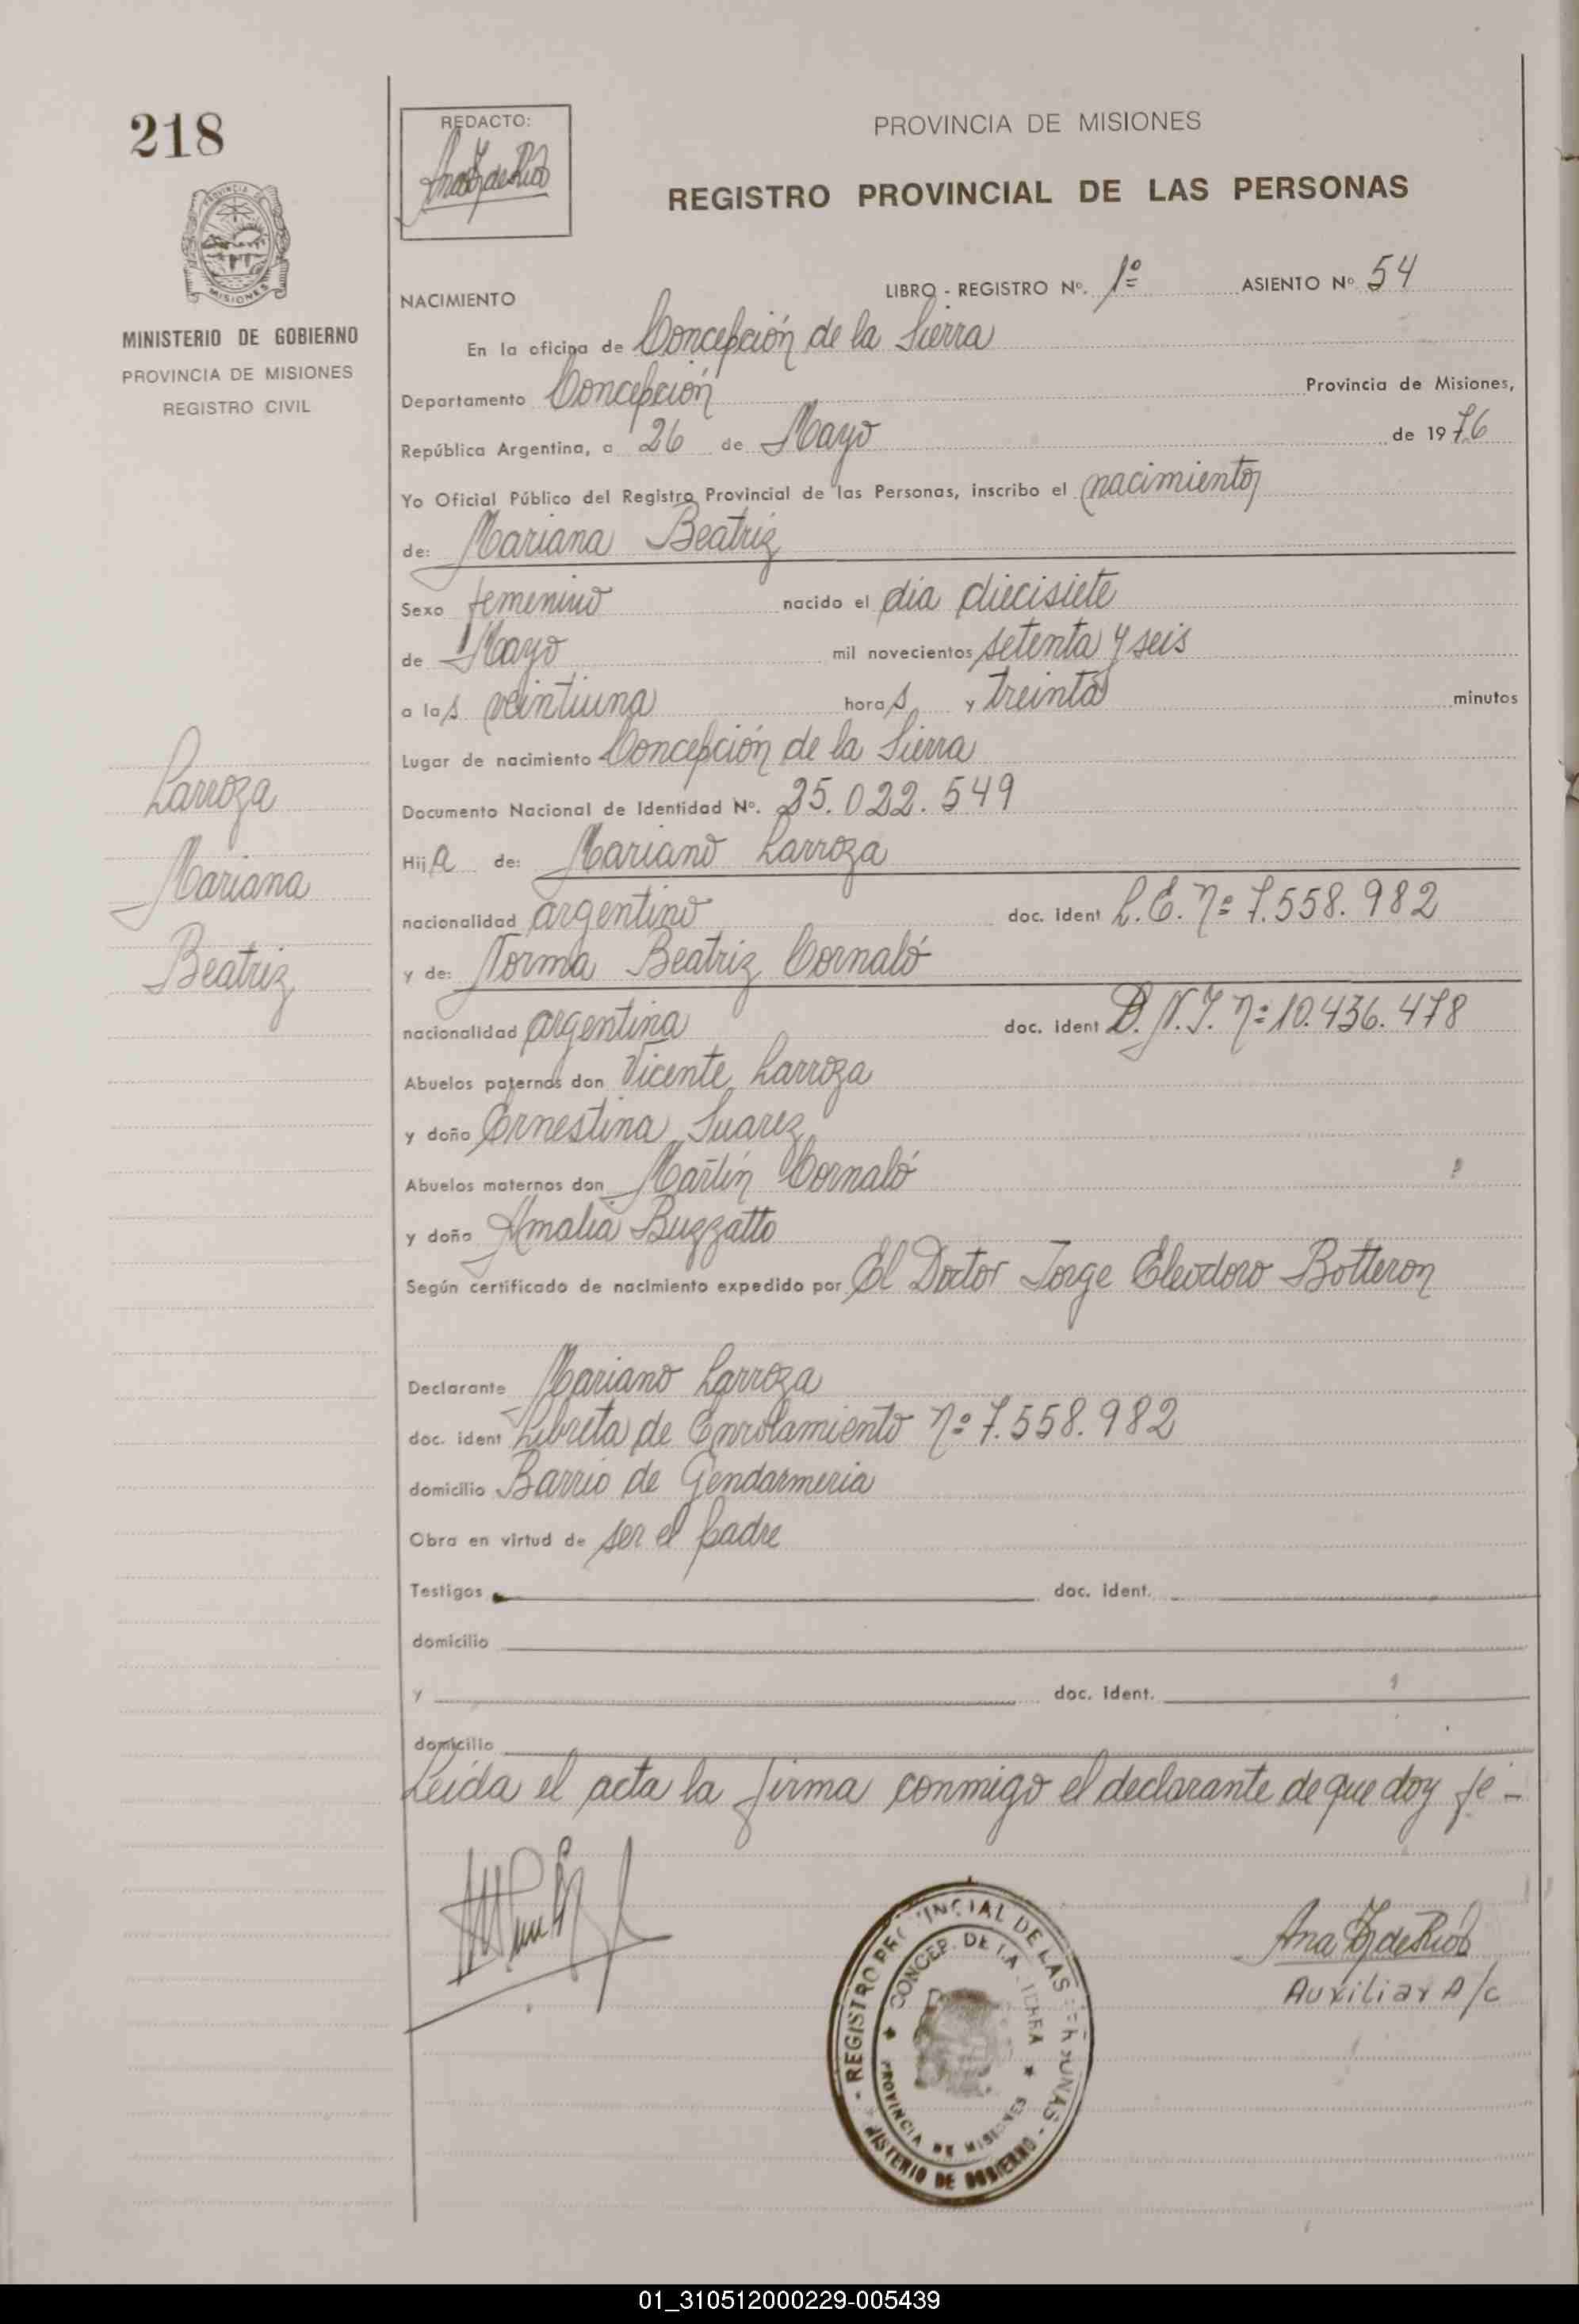 218
REDACTO:
PROVINCIA DE MISIONES
REGISTRO PROVINCIAL DE LAS PERSONAS
PROVINCIA
MISIONES
MINISTERIO DE GOBIERNO
PROVINCIA DE MISIONES
REGISTRO CIVIL
NACIMIENTO
LIBRO - REGISTRO Nº. 1º ASIENTO Nº 54
En la oficina de Concepción de la Sierra
Departamento Concepción Provincia de Misiones,
República Argentina, a 26 de Mayo de 1976
Yo Oficial Público del Registro Provincial de las Personas, inscribo el nacimiento
de: Mariana Beatriz
Sexo femenino nacido el día diecisiete
de Mayo mil novecientos setenta y seis
a las veintiuna horas y treinta minutos
Lugar de nacimiento Concepción de la Sierra
Documento Nacional de Identidad Nº. 25.022.549
Hija de: Mariano Larroza
nacionalidad argentino doc. ident L.E. nº 7.558.982
y de: Norma Beatriz Cornaló
nacionalidad argentina doc. ident D.N.I. nº 10.436.478
Abuelos paternos don Vicente Larroza
y doña Ernestina Suarez
Abuelos maternos don Martín Cornaló
y doña Amalia Buzzatto
Según certificado de nacimiento expedido por El Doctor Jorge Eleodoro Botteron
Declarante Mariano Larroza
doc. ident Libreta de Enrolamiento nº 7.558.982
domicilio Barrio de Gendarmeria
Obra en virtud de ser el padre
Testigos doc. ident.
domicilio
y doc. ident.
domicilio
Leída el acta la firma conmigo el declarante de que doy fé -
Larroza
Mariana
Beatriz
REGISTRO PROVINCIAL DE LAS PERSONAS
CONCEP. DE LA SIERRA
PROVINCIA DE MISIONES
MINISTERIO DE GOBIERNO
Ana de Rios
Auxiliar A/c
01_310512000229-005439